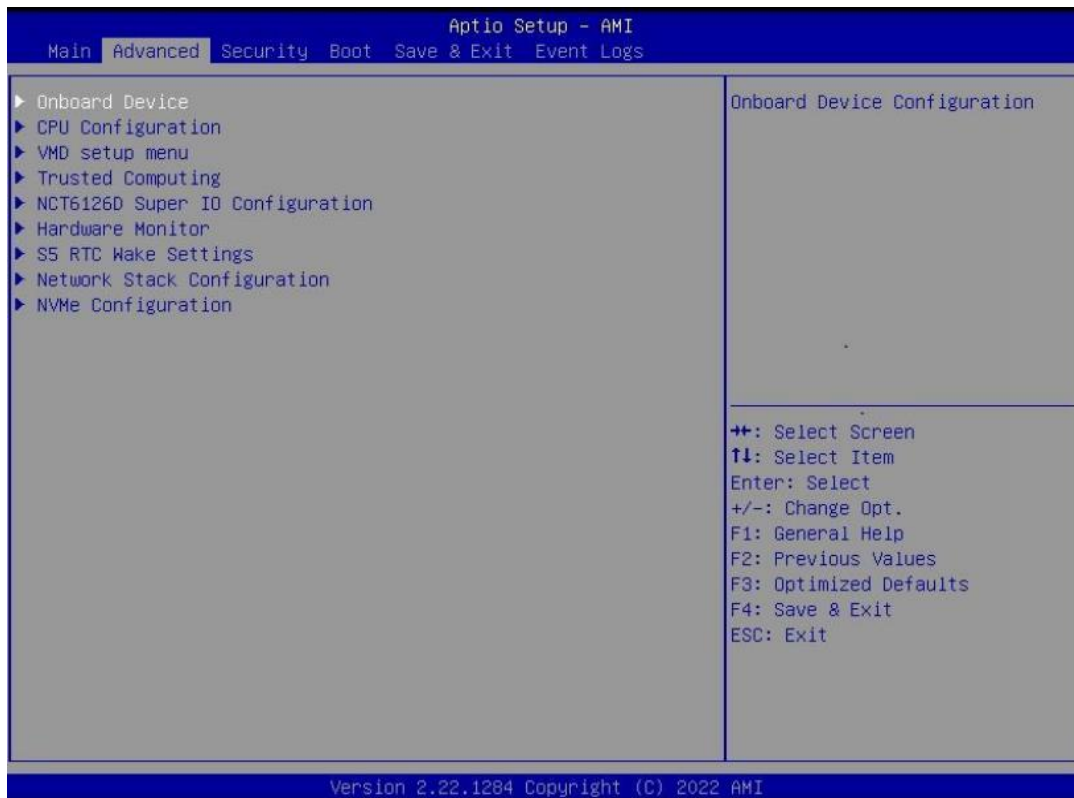 Aptio Setup - AMI
Main Advanced Security Boot Save & Exit Event Logs
Onboard Device
CPU Configuration
VMD setup menu
Trusted Computing
NCT6126D Super IO Configuration
Hardware Monitor
S5 RTC Wake Settings
Network Stack Configuration
NVMe Configuration
Onboard Device Configuration
→←: Select Screen
↑↓: Select Item
Enter: Select
+/-: Change Opt.
F1: General Help
F2: Previous Values
F3: Optimized Defaults
F4: Save & Exit
ESC: Exit
Version 2.22.1284 Copyright (C) 2022 AMI